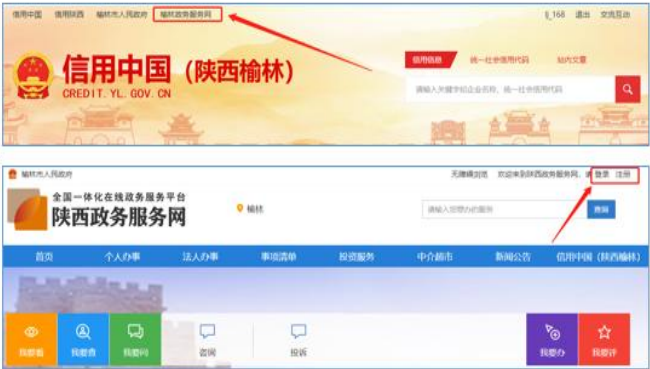 信用中国 信用陕西 榆林市人民政府 榆林政务服务网 lj_168 退出 交流互动
信用中国（陕西榆林）
CREDIT. YL. GOV. CN
信用信息 统一社会信用代码 站内文章
请输入关键字如企业名称、统一社会信用代码
榆林市人民政府 无障碍浏览 欢迎来到陕西政务服务网，请 登录 注册
全国一体化在线政务服务平台
陕西政务服务网 榆林 请输入您想办的服务 查询
首页 个人办事 法人办事 事项清单 投资服务 中介超市 新闻公告 信用中国（陕西榆林）
我要看 我要查 我要问 咨询 投诉 我要办 我要评